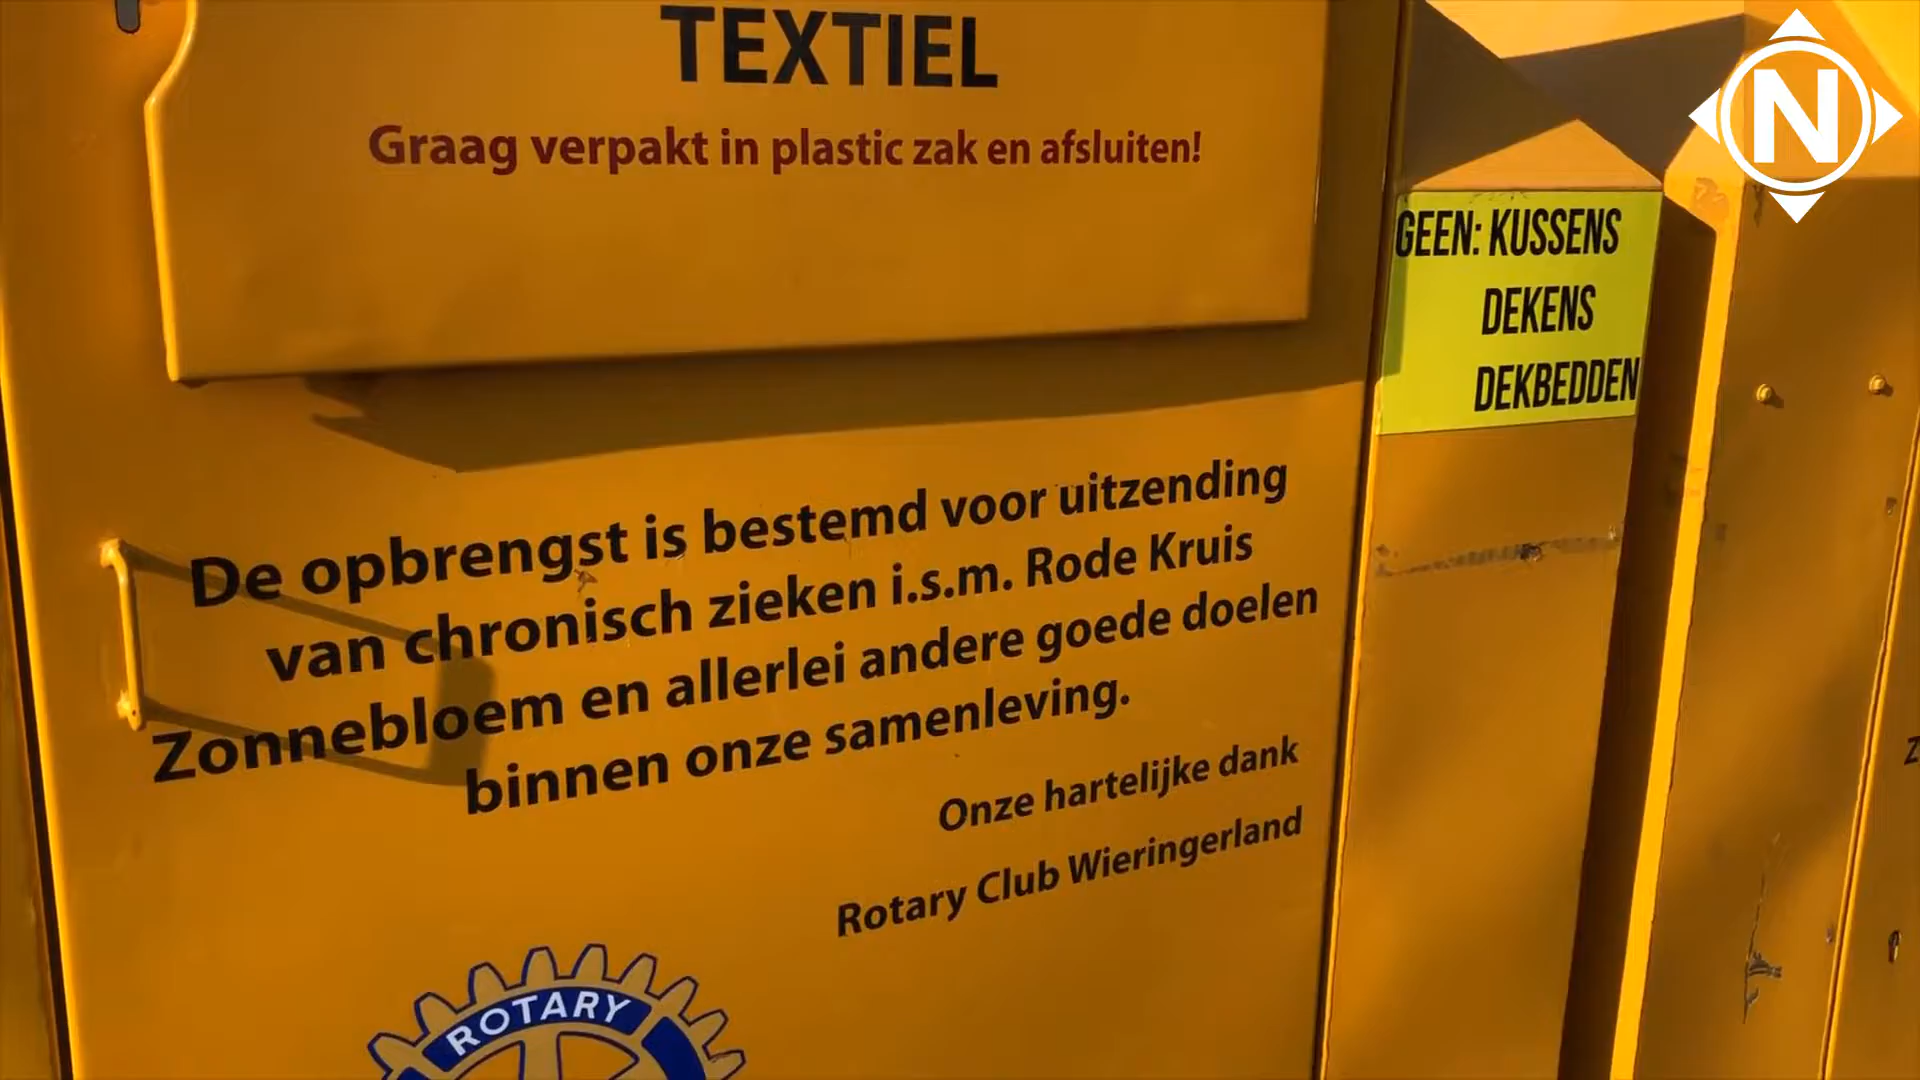 TEXTIEL
Graag verpakt in plastic zak en afsluiten!
GEEN: KUSSENS
DEKENS
DEKBEDDEN
De opbrengst is bestemd voor uitzending
van chronisch zieken i.s.m. Rode Kruis
Zonnebloem en allerlei andere goede doelen
binnen onze samenleving.
Onze hartelijke dank
Rotary Club Wieringerland
ROTARY
N